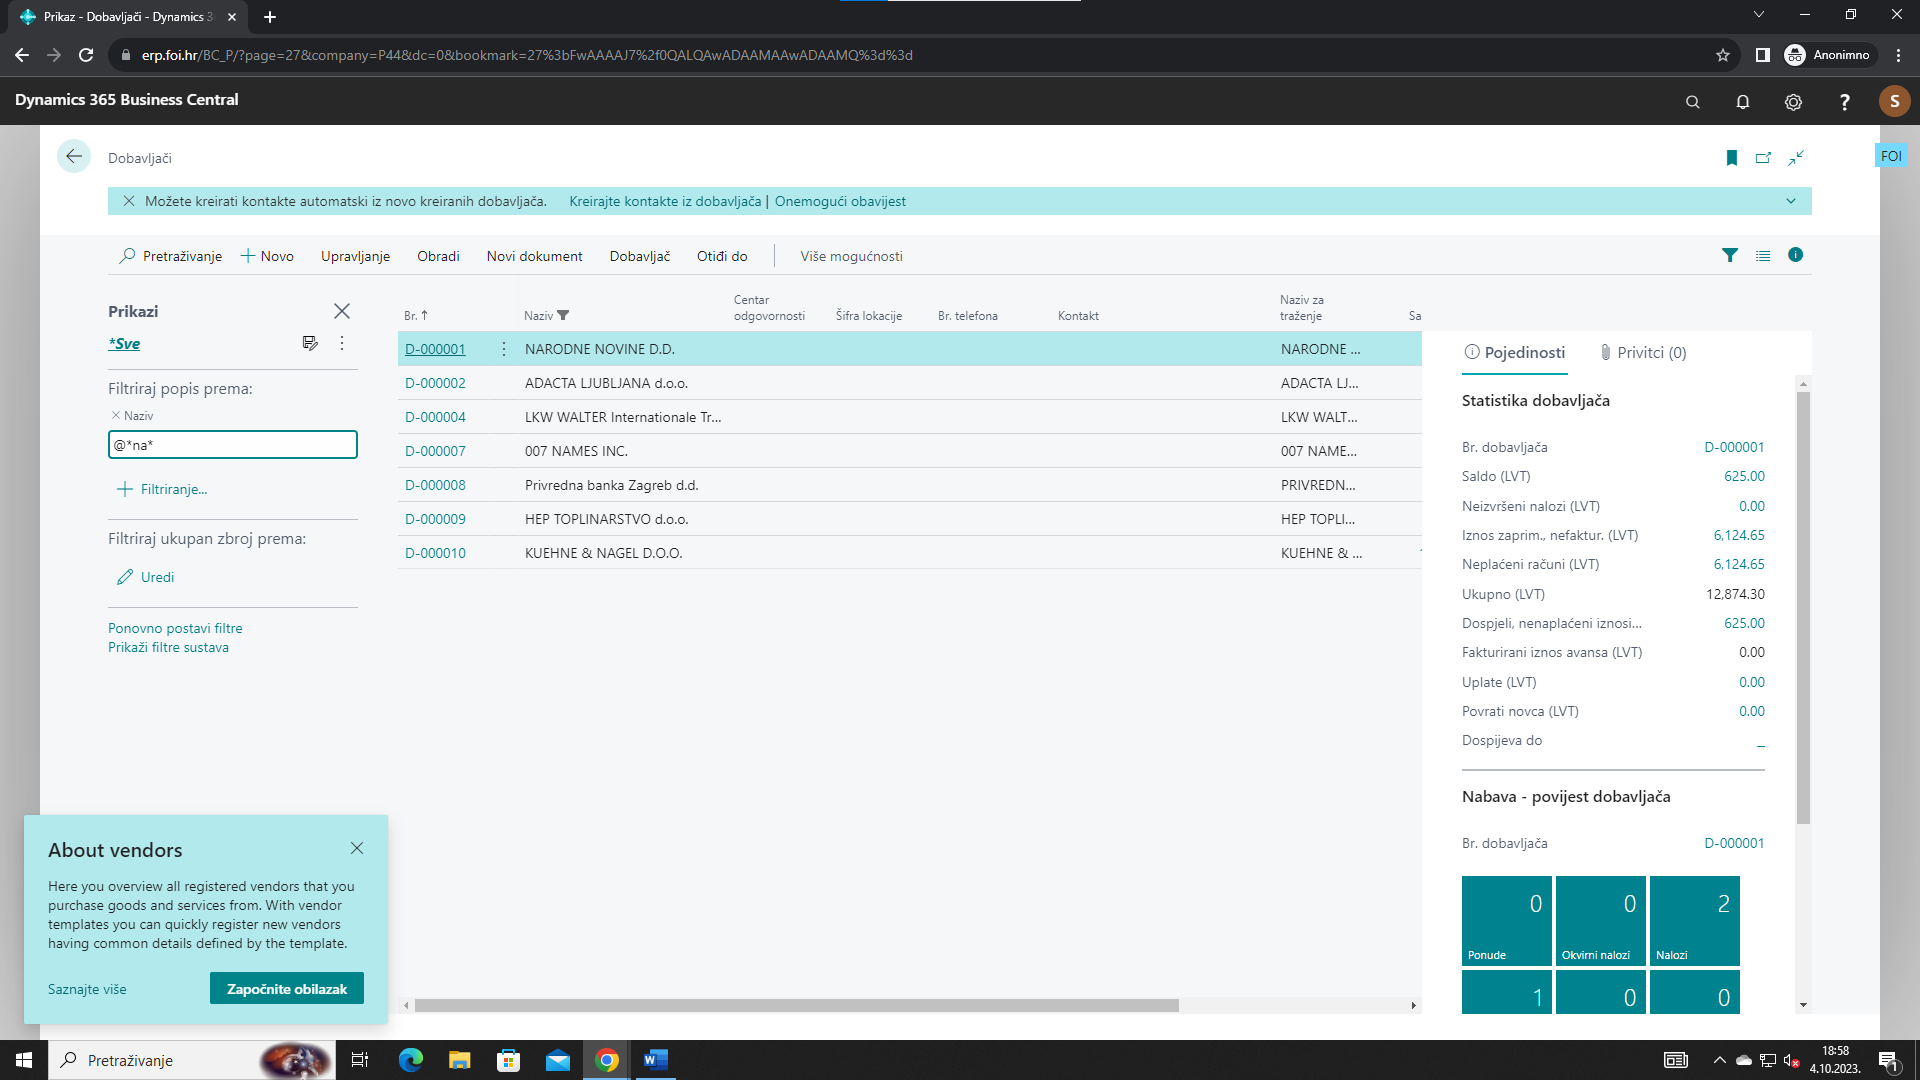 Prikaz - Dobavljači - Dynamics 3
erp.foi.hr/BC_P/?page=27&company=P44&dc=0&bookmark=27%3bFwAAAAJ7%2f0QALQAwADAAMAAwADAAMQ%3d%3d
Anonimno
Dynamics 365 Business Central
?
S
Dobavljači
FOI
Možete kreirati kontakte automatski iz novo kreiranih dobavljača. Kreirajte kontakte iz dobavljača | Onemogući obavijest
Pretraživanje Novo Upravljanje Obradi Novi dokument Dobavljač Otiđi do Više mogućnosti
Prikazi
*Sve
Filtriraj popis prema:
Naziv
@*na*
Filtriranje...
Filtriraj ukupan zbroj prema:
Uredi
Ponovno postavi filtre
Prikaži filtre sustava
Br. ↑ Naziv Centar odgovornosti Šifra lokacije Br. telefona Kontakt Naziv za traženje Sa
D-000001 NARODNE NOVINE D.D. NARODNE ...
D-000002 ADACTA LJUBLJANA d.o.o. ADACTA LJ...
D-000004 LKW WALTER Internationale Tr... LKW WALT...
D-000007 007 NAMES INC. 007 NAME...
D-000008 Privredna banka Zagreb d.d. PRIVREDN...
D-000009 HEP TOPLINARSTVO d.o.o. HEP TOPLI...
D-000010 KUEHNE & NAGEL D.O.O. KUEHNE & ...
Pojedinosti Privitci (0)
Statistika dobavljača
Br. dobavljača D-000001
Saldo (LVT) 625.00
Neizvršeni nalozi (LVT) 0.00
Iznos zaprim., nefaktur. (LVT) 6,124.65
Neplaćeni računi (LVT) 6,124.65
Ukupno (LVT) 12,874.30
Dospjeli, nenaplaćeni iznosi... 625.00
Fakturirani iznos avansa (LVT) 0.00
Uplate (LVT) 0.00
Povrati novca (LVT) 0.00
Dospijeva do _
Nabava - povijest dobavljača
Br. dobavljača D-000001
0 0 2
Ponude Okvirni nalozi Nalozi
1 0 0
About vendors
Here you overview all registered vendors that you
purchase goods and services from. With vendor
templates you can quickly register new vendors
having common details defined by the template.
Saznajte više Započnite obilazak
Pretraživanje
18:58
4.10.2023.
1